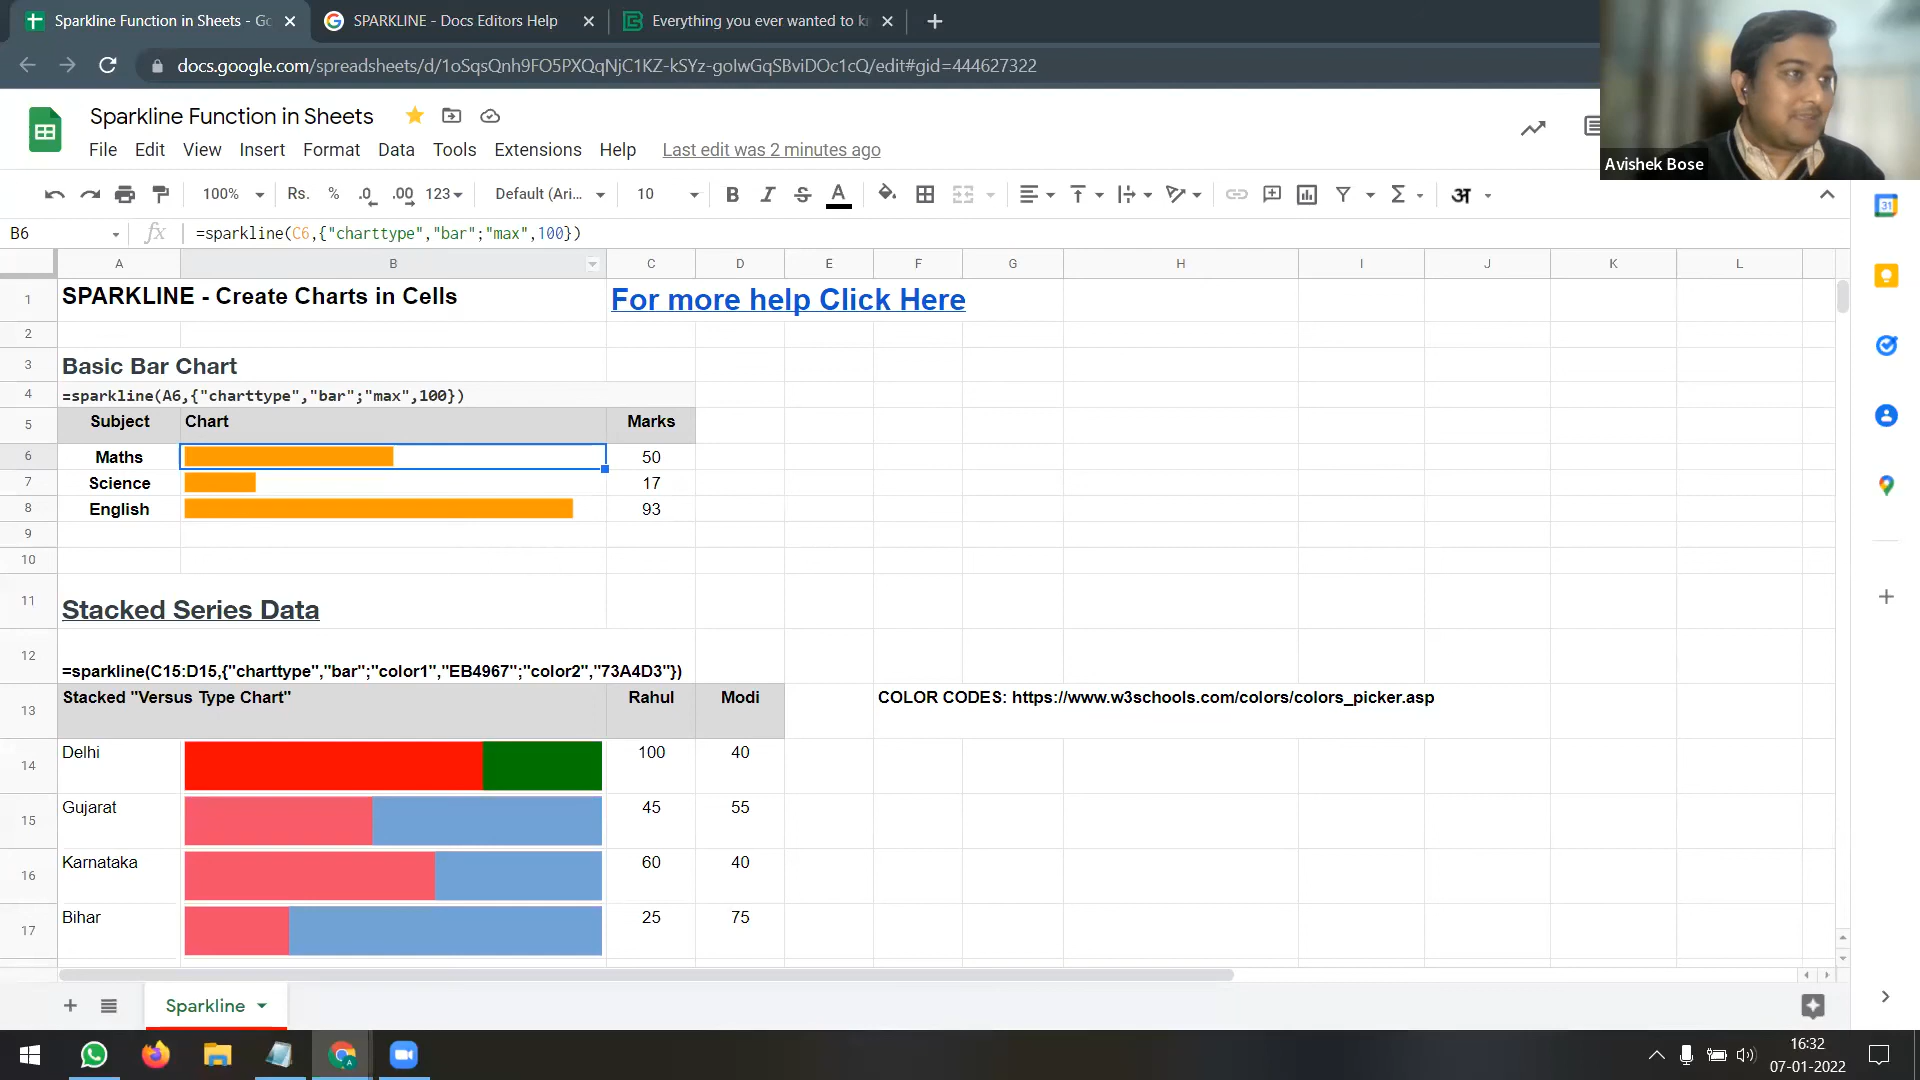 Sparkline Function in Sheets - Go
SPARKLINE - Docs Editors Help
Everything you ever wanted to k
docs.google.com/spreadsheets/d/1oSqsQnh9FO5PXQqNjC1KZ-kSYz-goIwGqSBviDOc1cQ/edit#gid=444627322
Avishek Bose
Sparkline Function in Sheets
File Edit View Insert Format Data Tools Extensions Help Last edit was 2 minutes ago
100% Rs. % .0 .00 123 Default (Ari... 10 B I S A Σ अ
B6 fx =sparkline(C6,{"charttype","bar";"max",100})
A B C D E F G H I J K L
1 SPARKLINE - Create Charts in Cells For more help Click Here
2
3 Basic Bar Chart
4 =sparkline(A6,{"charttype","bar";"max",100})
5 Subject Chart Marks
6 Maths 50
7 Science 17
8 English 93
9
10
11 Stacked Series Data
12 =sparkline(C15:D15,{"charttype","bar";"color1","EB4967";"color2","73A4D3"})
13 Stacked "Versus Type Chart" Rahul Modi COLOR CODES: https://www.w3schools.com/colors/colors_picker.asp
14 Delhi 100 40
15 Gujarat 45 55
16 Karnataka 60 40
17 Bihar 25 75
Sparkline
16:32
07-01-2022
31